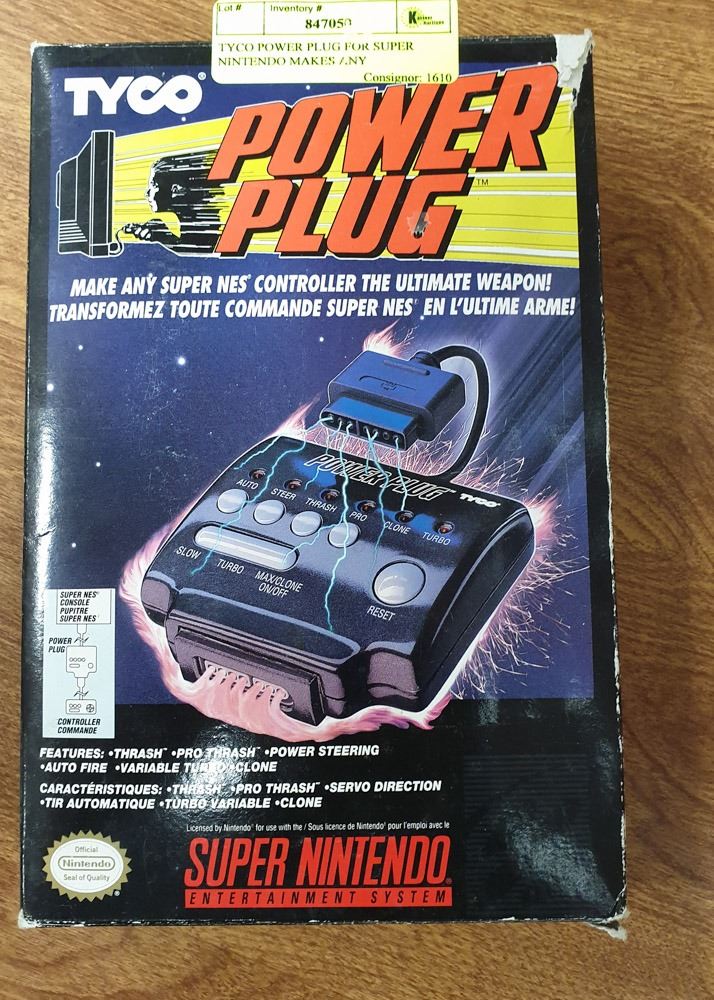 Lot #
Inventory #
84705
TYCO POWER PLUG FOR SUPER
NINTENDO MAKES
Consignor: 1610
TYCO®
POWER
PLUG™
MAKE ANY SUPER NES® CONTROLLER THE ULTIMATE WEAPON!
TRANSFORMEZ TOUTE COMMANDE SUPER NES® EN L'ULTIME ARME!
POWER PLUG™ TYCO®
AUTO STEER THRASH PRO CLONE TURBO
SLOW TURBO MAX/CLONE
ON/OFF
RESET
SUPER NES®
CONSOLE
PUPITRE
SUPER NES®
POWER
PLUG
CONTROLLER
COMMANDE
FEATURES: •THRASH™ •PRO THRASH™ •POWER STEERING
•AUTO FIRE •VARIABLE TURBO •CLONE
CARACTÉRISTIQUES: •THRASH™ •PRO THRASH™ •SERVO DIRECTION
•TIR AUTOMATIQUE •TURBO VARIABLE •CLONE
Licensed by Nintendo® for use with the / Sous licence de Nintendo® pour l'emploi avec le
SUPER NINTENDO®
ENTERTAINMENT SYSTEM
Official
Nintendo
Seal of Quality